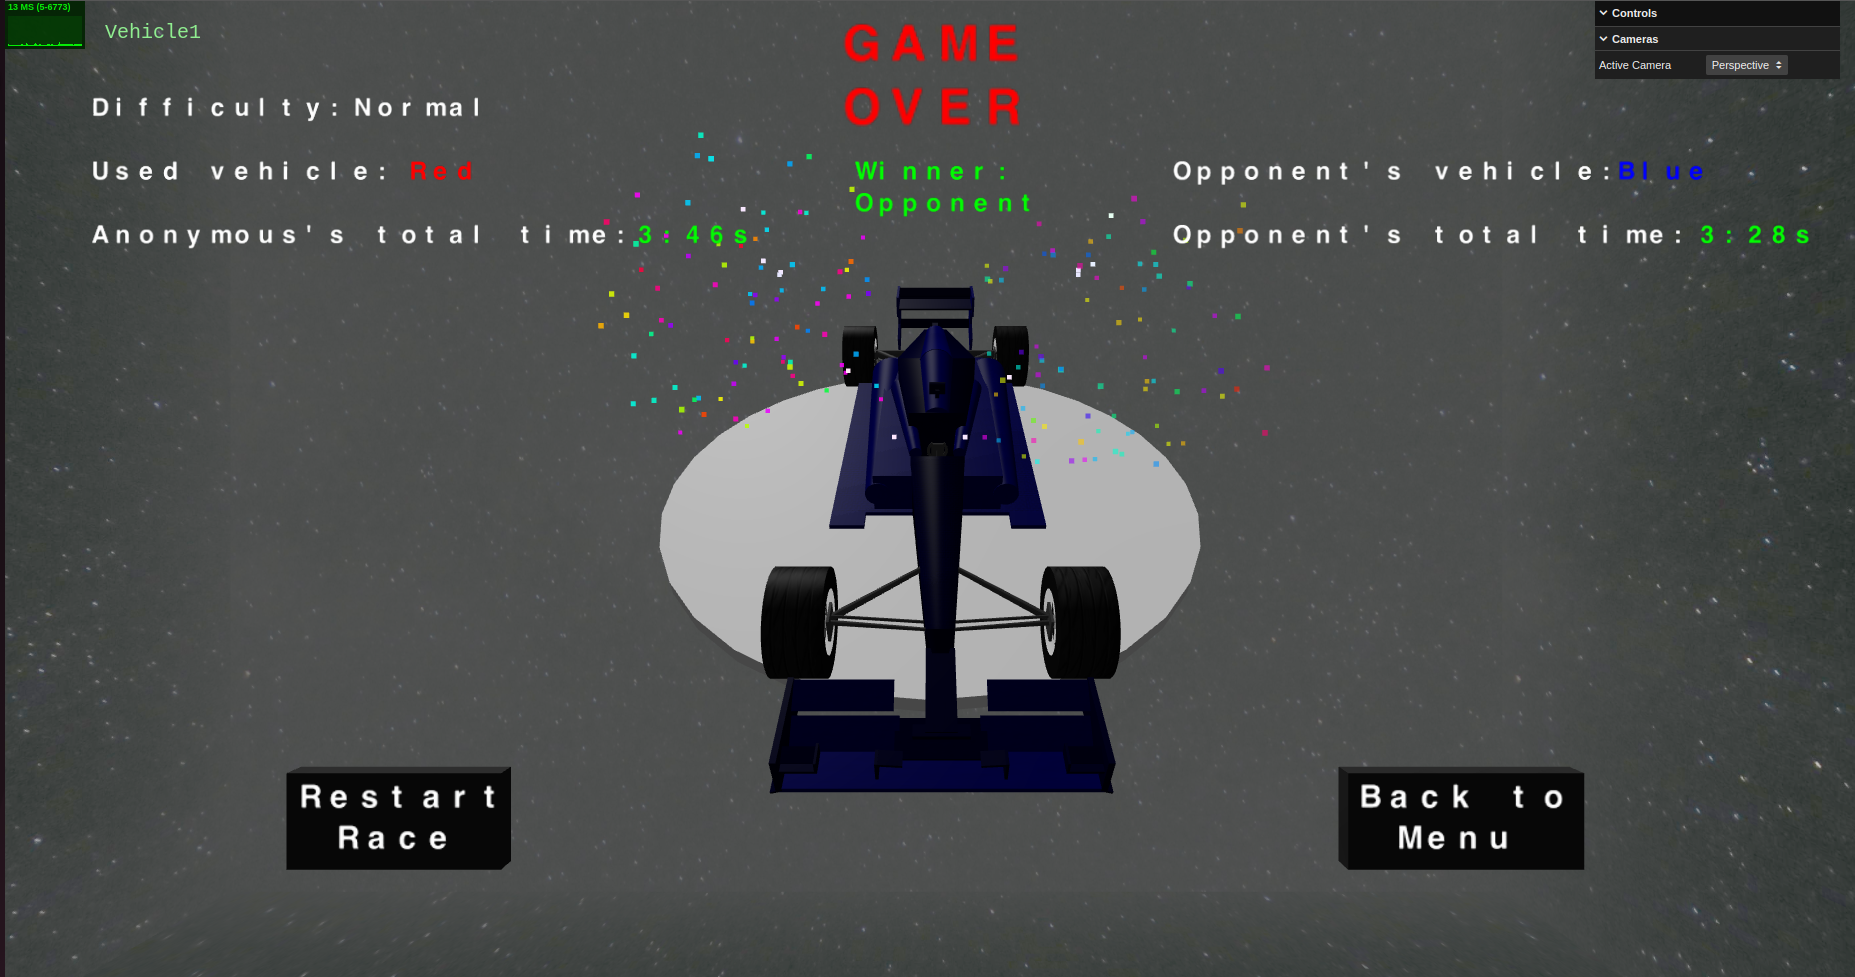 13 MS (5-6773)
Vehicle1
GAME
OVER
Controls
Cameras
Active Camera Perspective
Difficulty: Normal
Used vehicle: Red
Anonymous's total time: 3:46s
Winner:
Opponent
Opponent's vehicle:Blue
Opponent's total time: 3:28s
Restart
Race
Back to
Menu